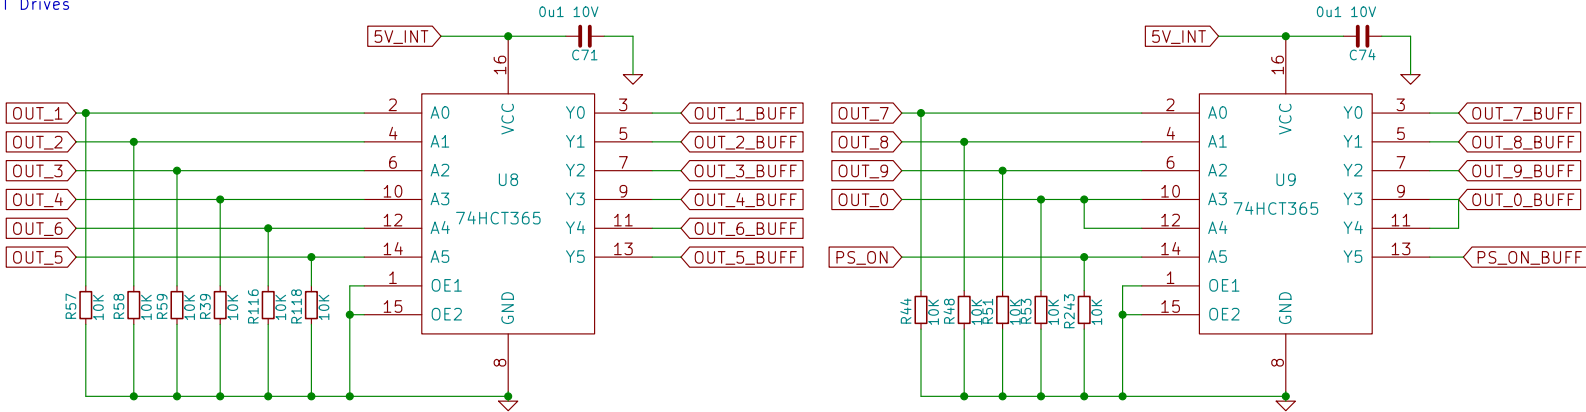 T Drives
0u1 10V
5V_INT
C71
16
VCC
OUT_1
2
A0
Y0
3
OUT_1_BUFF
OUT_2
4
A1
Y1
5
OUT_2_BUFF
OUT_3
6
A2
Y2
7
OUT_3_BUFF
U8
OUT_4
10
A3
Y3
9
OUT_4_BUFF
74HCT365
OUT_6
12
A4
Y4
11
OUT_6_BUFF
OUT_5
14
A5
Y5
13
OUT_5_BUFF
1
OE1
15
OE2
GND
8
R57
10K
R58
10K
R59
10K
R39
10K
R116
10K
R118
10K
0u1 10V
5V_INT
C74
16
VCC
OUT_7
2
A0
Y0
3
OUT_7_BUFF
OUT_8
4
A1
Y1
5
OUT_8_BUFF
OUT_9
6
A2
Y2
7
OUT_9_BUFF
U9
OUT_0
10
A3
Y3
9
OUT_0_BUFF
74HCT365
12
A4
Y4
11
PS_ON
14
A5
Y5
13
PS_ON_BUFF
1
OE1
15
OE2
GND
8
R44
10K
R48
10K
R51
10K
R53
10K
R243
10K